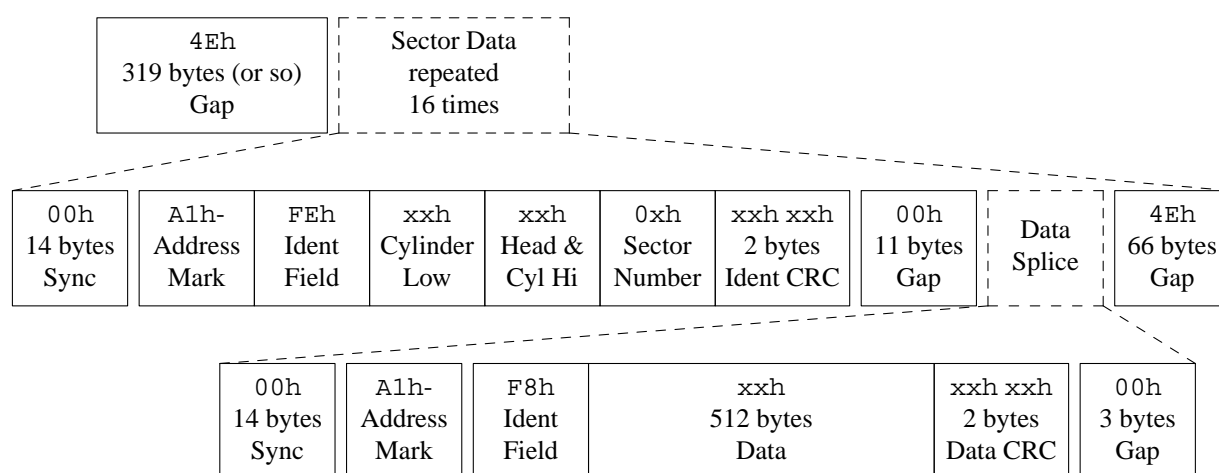 4Eh
319 bytes (or so)
Gap
Sector Data
repeated
16 times
00h
14 bytes
Sync
A1h-
Address
Mark
FEh
Ident
Field
xxh
Cylinder
Low
xxh
Head &
Cyl Hi
0xh
Sector
Number
xxh xxh
2 bytes
Ident CRC
00h
11 bytes
Gap
Data
Splice
4Eh
66 bytes
Gap
00h
14 bytes
Sync
A1h-
Address
Mark
F8h
Ident
Field
xxh
512 bytes
Data
xxh xxh
2 bytes
Data CRC
00h
3 bytes
Gap